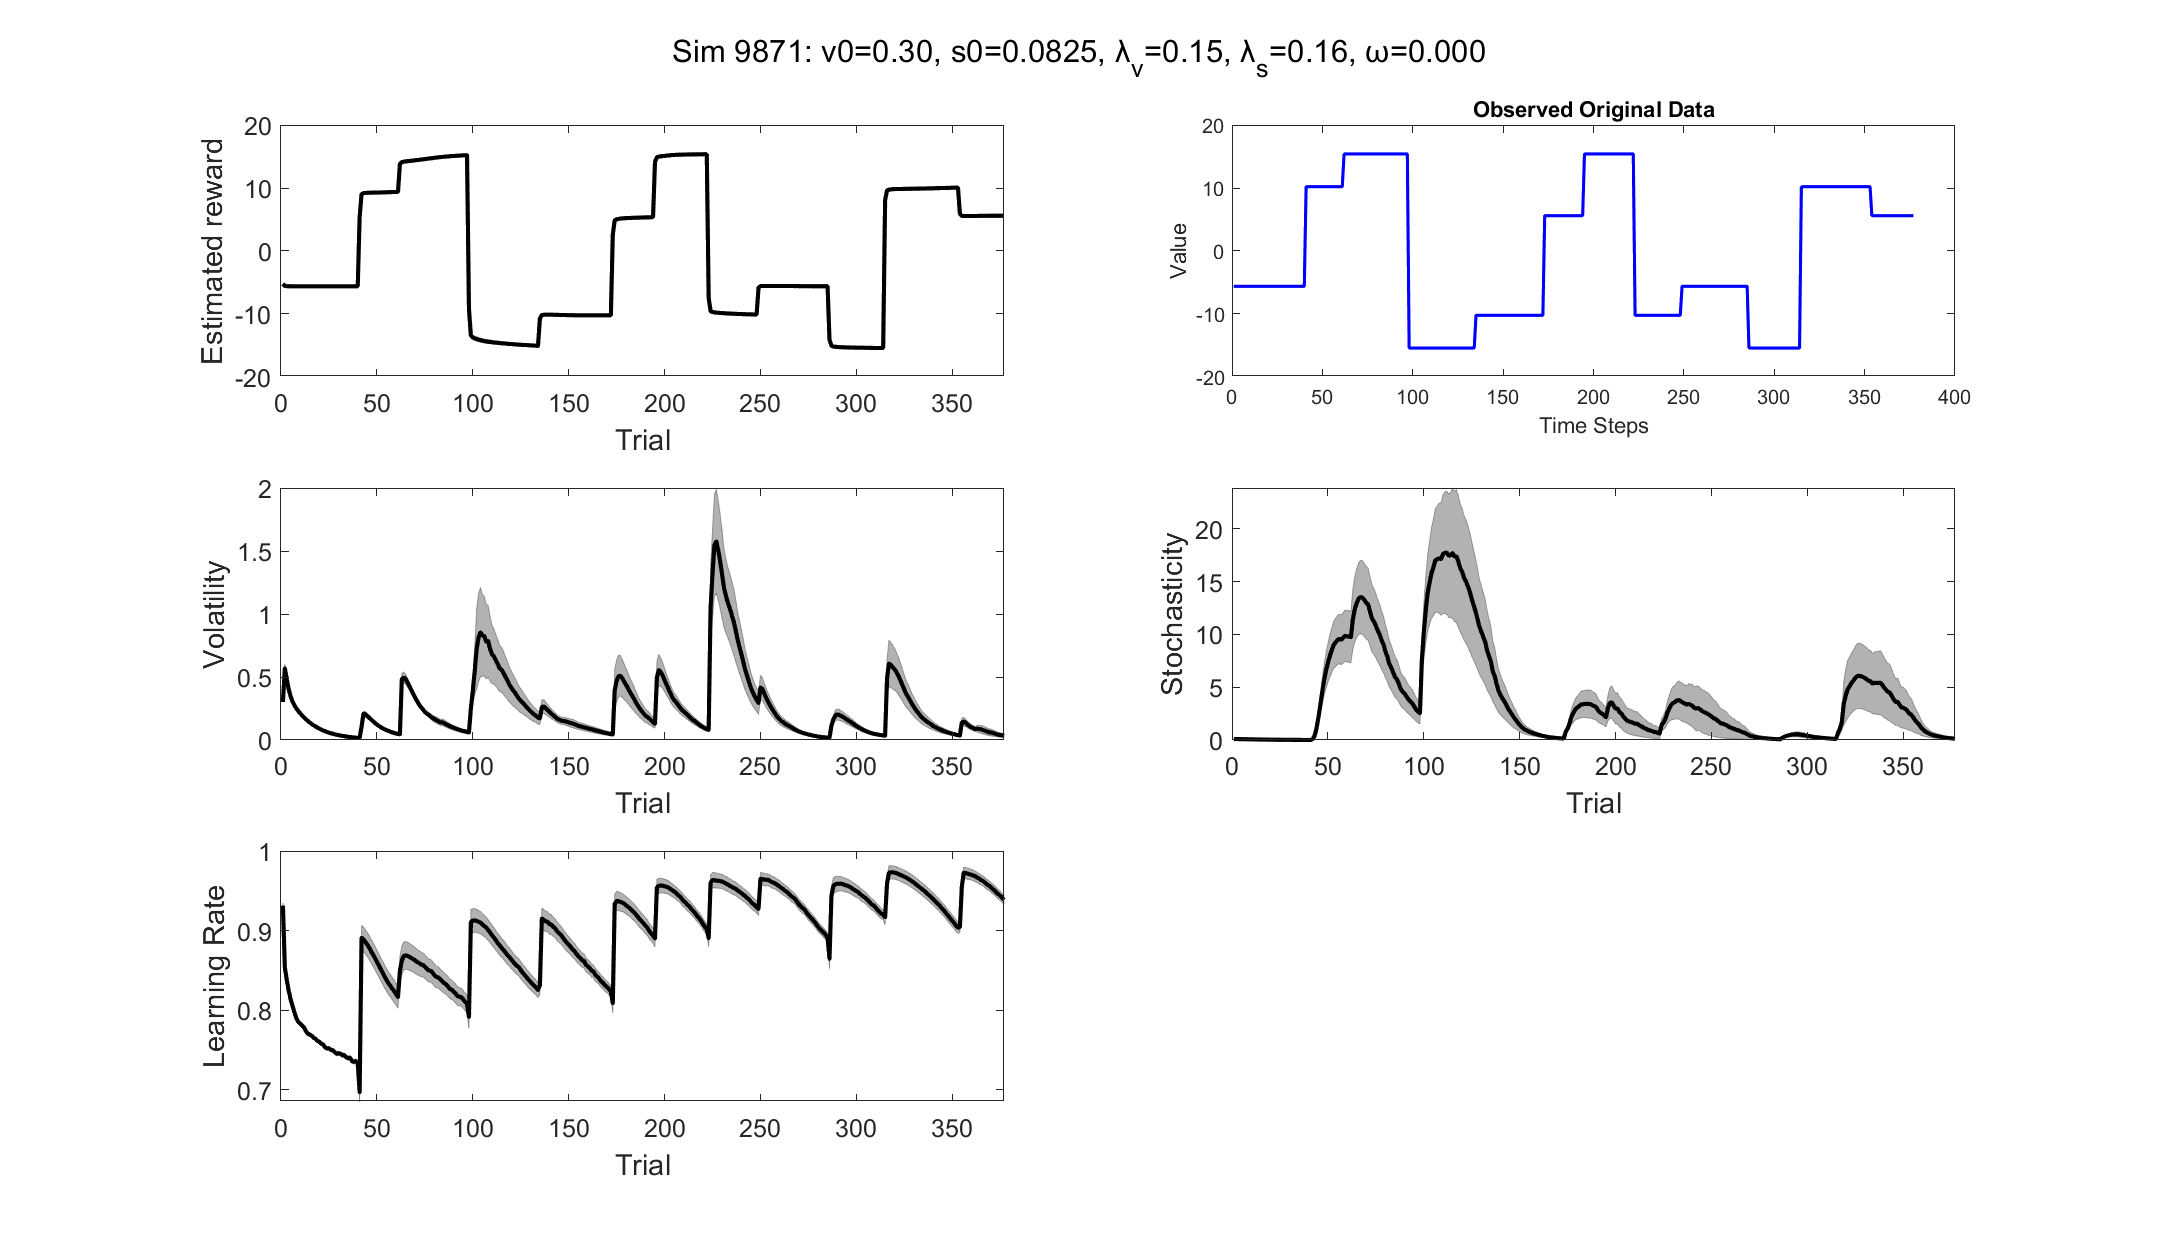 Sim 9871: v0=0.30, s0=0.0825, λv=0.15, λs=0.16, ω=0.000
Estimated reward
20
10
0
-10
-20
0 50 100 150 200 250 300 350
Trial
Observed Original Data
Value
20
10
0
-10
-20
0 50 100 150 200 250 300 350 400
Time Steps
Volatility
2
1.5
1
0.5
0
0 50 100 150 200 250 300 350
Trial
Stochasticity
20
15
10
5
0
0 50 100 150 200 250 300 350
Trial
Learning Rate
1
0.9
0.8
0.7
0 50 100 150 200 250 300 350
Trial